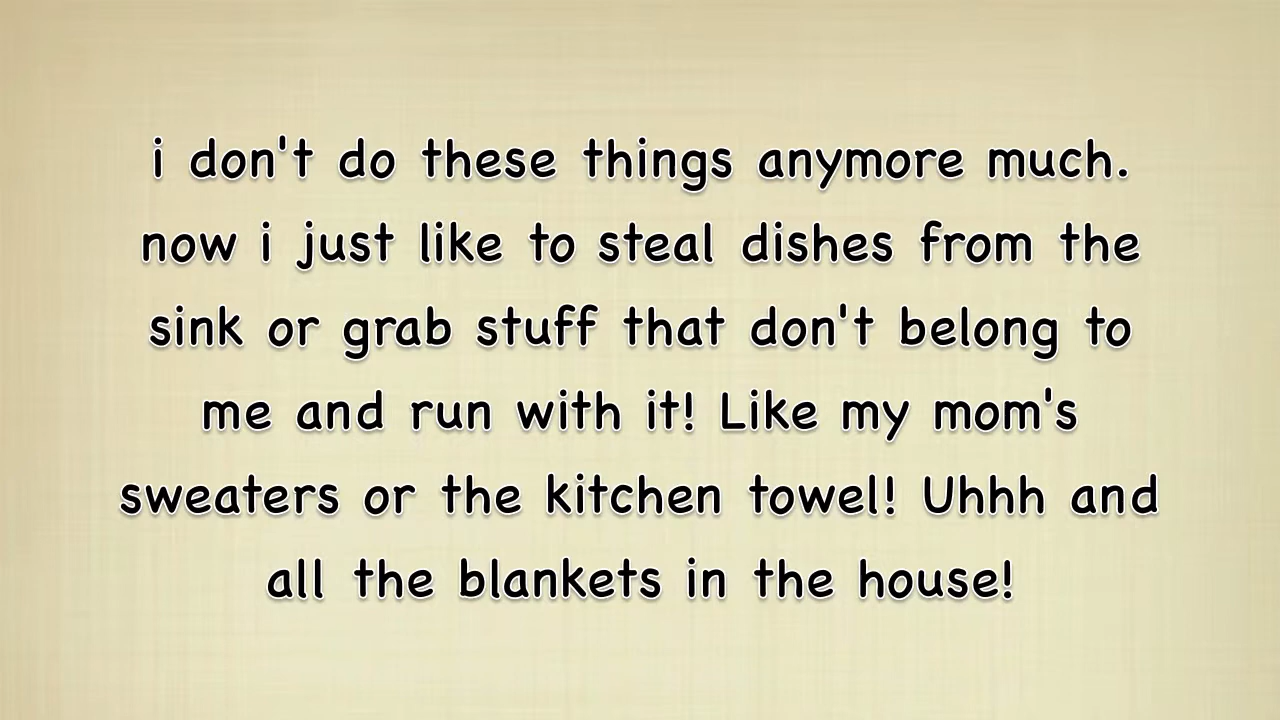 i don't do these things anymore much.
now i just like to steal dishes from the
sink or grab stuff that don't belong to
me and run with it! Like my mom's
sweaters or the kitchen towel! Uhhh and
all the blankets in the house!